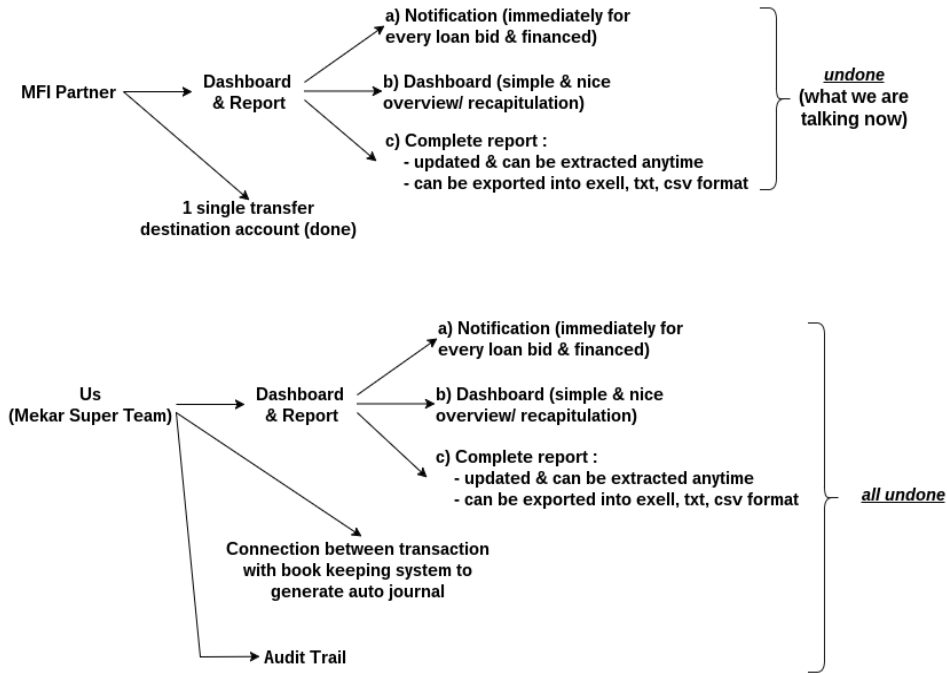 a) Notification (immediately for
every loan bid & financed)
MFI Partner
Dashboard
& Report
b) Dashboard (simple & nice
overview/ recapitulation)
undone
(what we are
talking now)
c) Complete report :
- updated & can be extracted anytime
- can be exported into exell, txt, csv format
1 single transfer
destination account (done)
a) Notification (immediately for
every loan bid & financed)
Us
(Mekar Super Team)
Dashboard
& Report
b) Dashboard (simple & nice
overview/ recapitulation)
c) Complete report :
- updated & can be extracted anytime
- can be exported into exell, txt, csv format
all undone
Connection between transaction
with book keeping system to
generate auto journal
Audit Trail